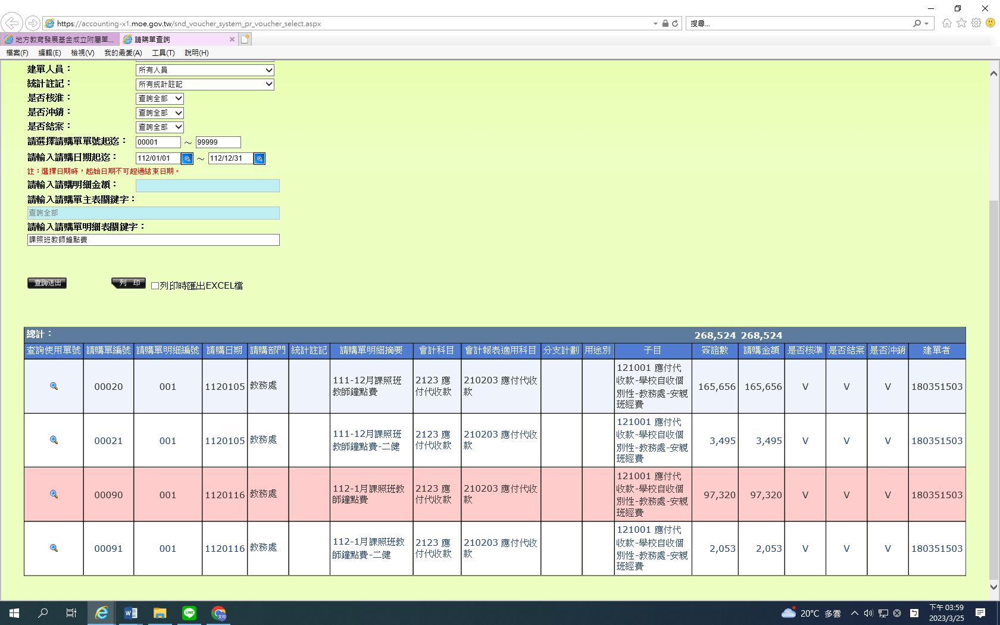 https://accounting-x1.moe.gov.tw/snd_voucher_system_pr_voucher_select.aspx
搜尋...
地方教育發展基金成立附屬單...
請購單查詢
檔案(F) 編輯(E) 檢視(V) 我的最愛(A) 工具(T) 說明(H)
建單人員：
所有人員
統計註記：
所有統計註記
是否核准：
查詢全部
是否沖銷：
查詢全部
是否結案：
查詢全部
請選擇請購單單號起迄：
00001 ～ 99999
請輸入請購日期起迄：
112/01/01 ～ 112/12/31
註：選擇日期時，起始日期不可超過結束日期。
請輸入請購明細金額：
請輸入請購單主表關鍵字：
查詢全部
請輸入請購單明細表關鍵字：
課照班教師鐘點費
查詢送出
列 印
列印時匯出EXCEL檔
總計： 268,524 268,524
查詢使用單號 請購單編號 請購單明細編號 請購日期 請購部門 統計註記 請購單明細摘要 會計科目 會計報表適用科目 分支計劃 用途別 子目 簽證數 請購金額 是否核準 是否結案 是否沖銷 建單者
00020 001 1120105 教務處
111-12月課照班
教師鐘點費
2123 應
付代收款
210203 應付代收
款
121001 應付代
收款-學校自收個
別性-教務處-安親
班經費
165,656 165,656 V V V 180351503
00021 001 1120105 教務處
111-12月課照班
教師鐘點費-二健
2123 應
付代收款
210203 應付代收
款
121001 應付代
收款-學校自收個
別性-教務處-安親
班經費
3,495 3,495 V V V 180351503
00090 001 1120116 教務處
112-1月課照班教
師鐘點費
2123 應
付代收款
210203 應付代收
款
121001 應付代
收款-學校自收個
別性-教務處-安親
班經費
97,320 97,320 V V V 180351503
00091 001 1120116 教務處
112-1月課照班教
師鐘點費-二健
2123 應
付代收款
210203 應付代收
款
121001 應付代
收款-學校自收個
別性-教務處-安親
班經費
2,053 2,053 V V V 180351503
20°C 多雲
下午 03:59
2023/3/25